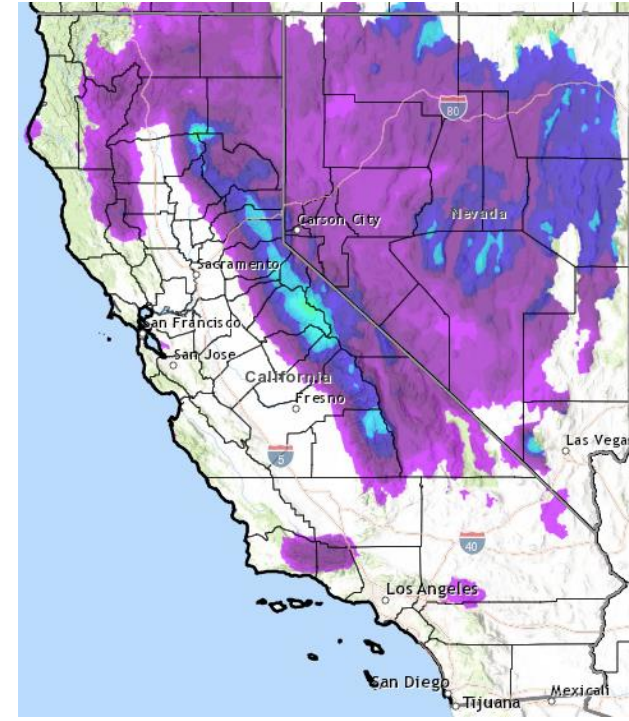 80
Carson City
Nevada
Sacramento
San Francisco
San Jose
California
Fresno
5
Las Vegas
40
Los Angeles
San Diego
Tijuana
Mexicali